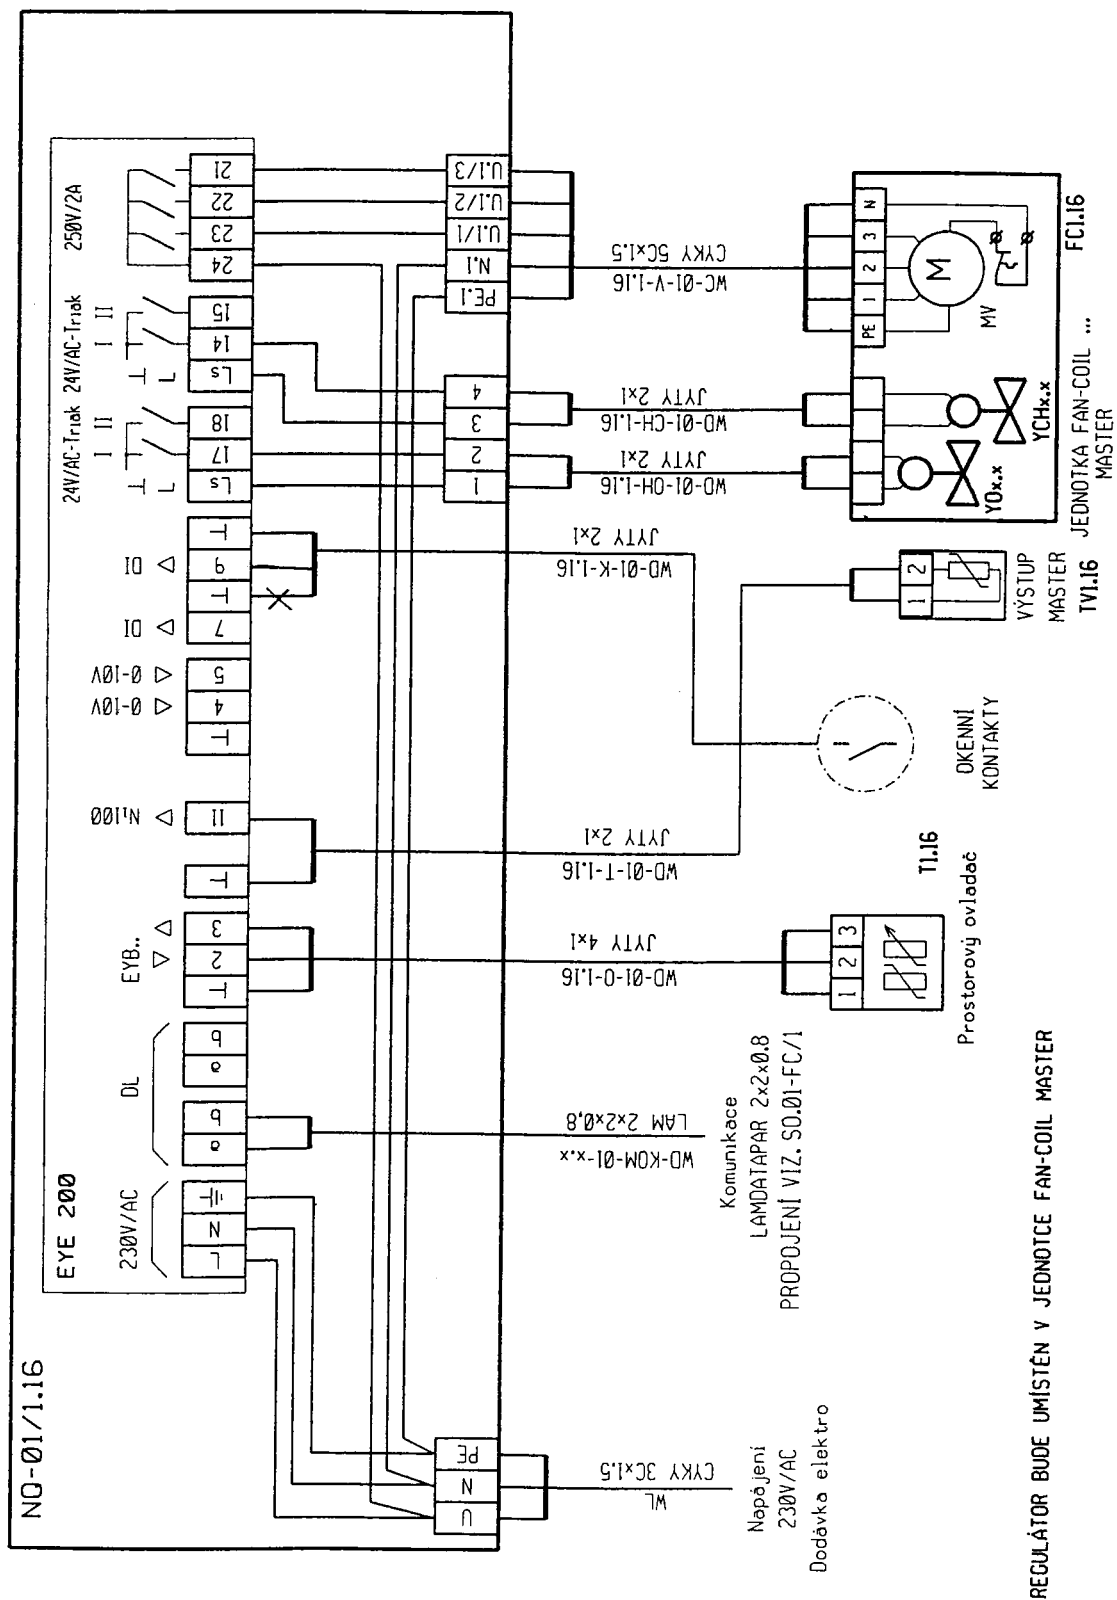 NO-01/1.16
EYE 200
230V/AC
DL
EYB..
Ni100
0-10V
0-10V
DI
DI
24V/AC-Triak
I
II
24V/AC-Triak
I
II
250V/2A
L
N
a
b
a
b
2
3
11
4
5
7
9
Ls
17
18
Ls
14
15
24
23
22
21
U
N
PE
1
2
3
4
PE.1
N.1
U.1/1
U.1/2
U.1/3
WL
CYKY 3Cx1.5
WD-KOM-01-x.x
LAM 2x2x0,8
WD-01-O-1.16
JYTY 4x1
WD-01-T-1.16
JYTY 2x1
WD-01-K-1.16
JYTY 2x1
WD-01-OH-1.16
JYTY 2x1
WD-01-CH-1.16
JYTY 2x1
WC-01-V-1.16
CYKY 5Cx1.5
Napájení
230V/AC
Dodávka elektro
Komunikace
LAMDATAPAR 2x2x0.8
PROPOJENÍ VIZ. SO.01-FC/1
1
2
3
T1.16
Prostorový ovladač
OKENNÍ
KONTAKTY
1
2
VÝSTUP
MASTER
TV1.16
YOx.x
YCHx.x
PE
1
2
3
N
M
MV
FC1.16
JEDNOTKA FAN-COIL ...
MASTER
REGULÁTOR BUDE UMÍSTĚN V JEDNOTCE FAN-COIL MASTER